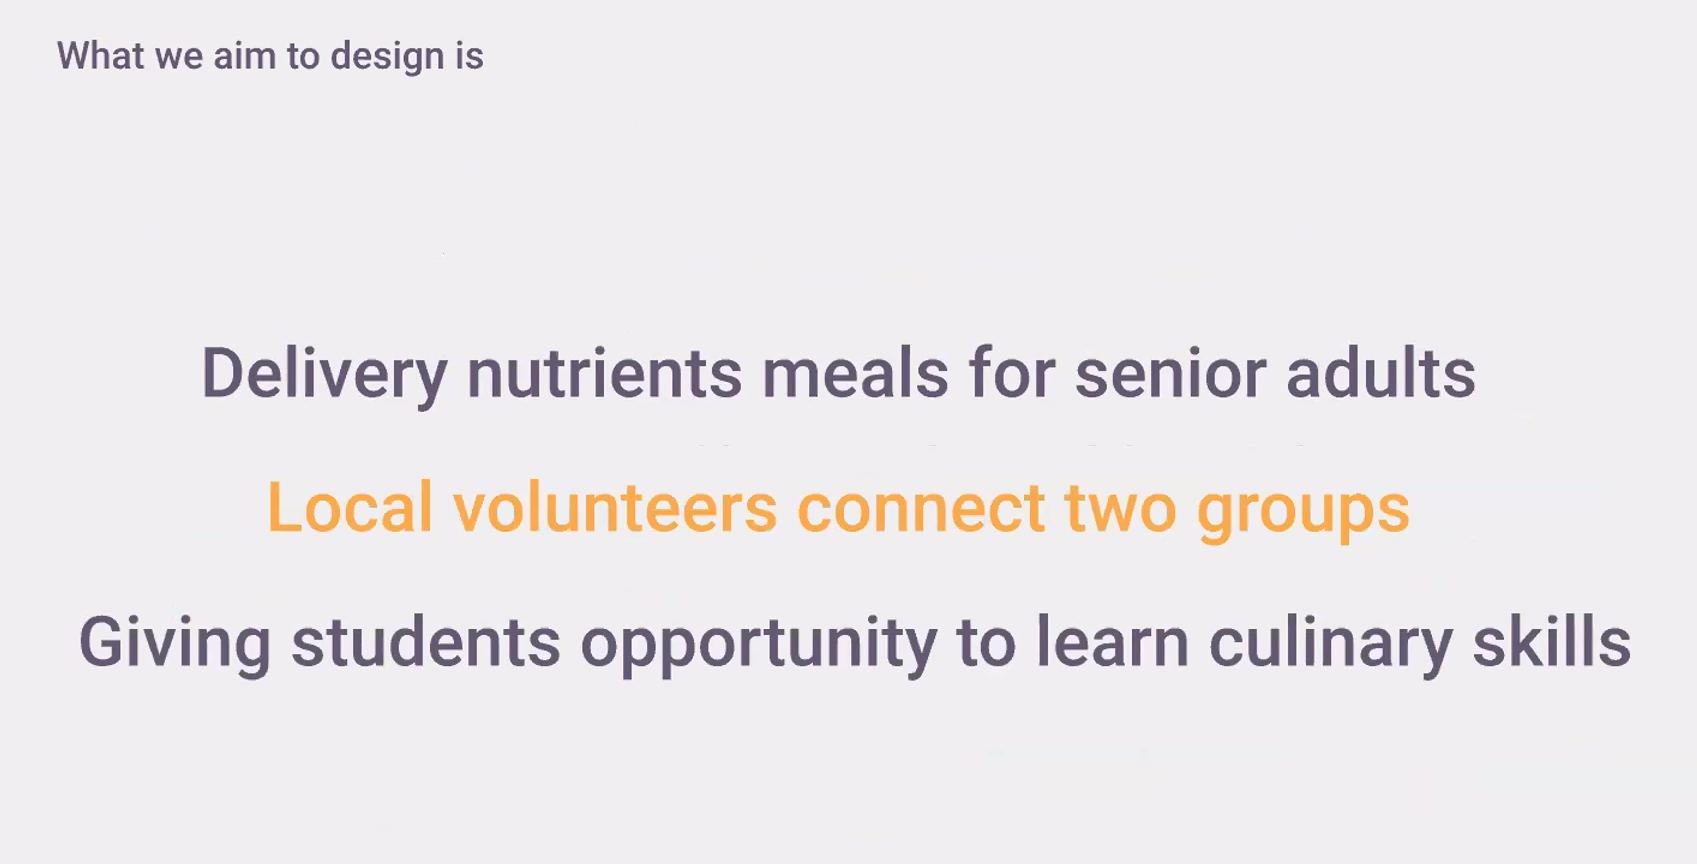 What we aim to design is
Delivery nutrients meals for senior adults
Local volunteers connect two groups
Giving students opportunity to learn culinary skills